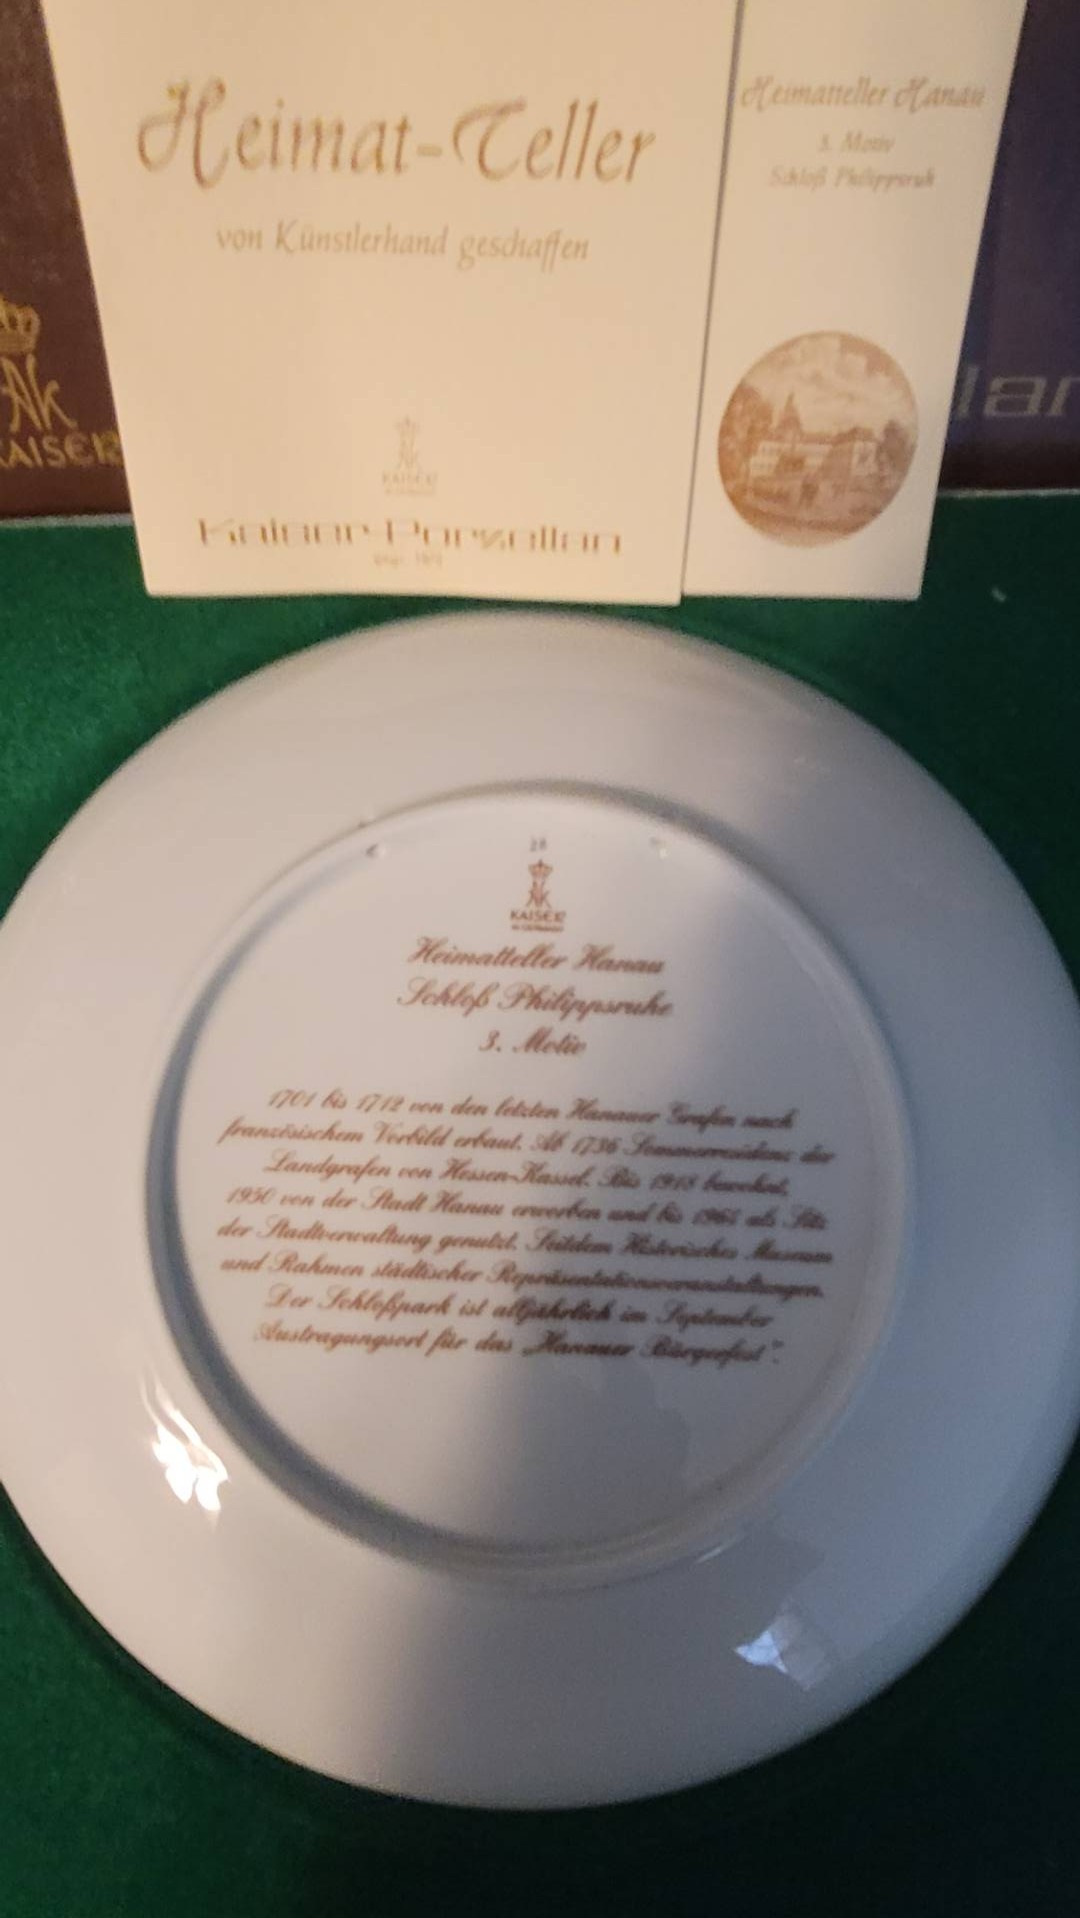 Heimat-Teller
von Künstlerhand geschaffen
KAISER
Kaiser Porzellan
Heimatteller Hanau
3. Motiv
Schloß Philippsruh
KAISER
lan
28
KAISER
Heimatteller Hanau
Schloß Philippsruhe
3. Motiv
1701 bis 1712 von den letzten Hanauer Grafen nach
französischem Vorbild erbaut. Ab 1736 Sommerresidenz der
Landgrafen von Hessen-Kassel. Bis 1918 bewohnt,
1950 von der Stadt Hanau erworben und bis als Sitz
der Stadtverwaltung genutzt. Seitdem Historisches Museum
und Rahmen städtischer Repräsentationsveranstaltungen.
Der Schloßpark ist alljährlich im September
Austragungsort für das „Hanauer Bürgerfest".